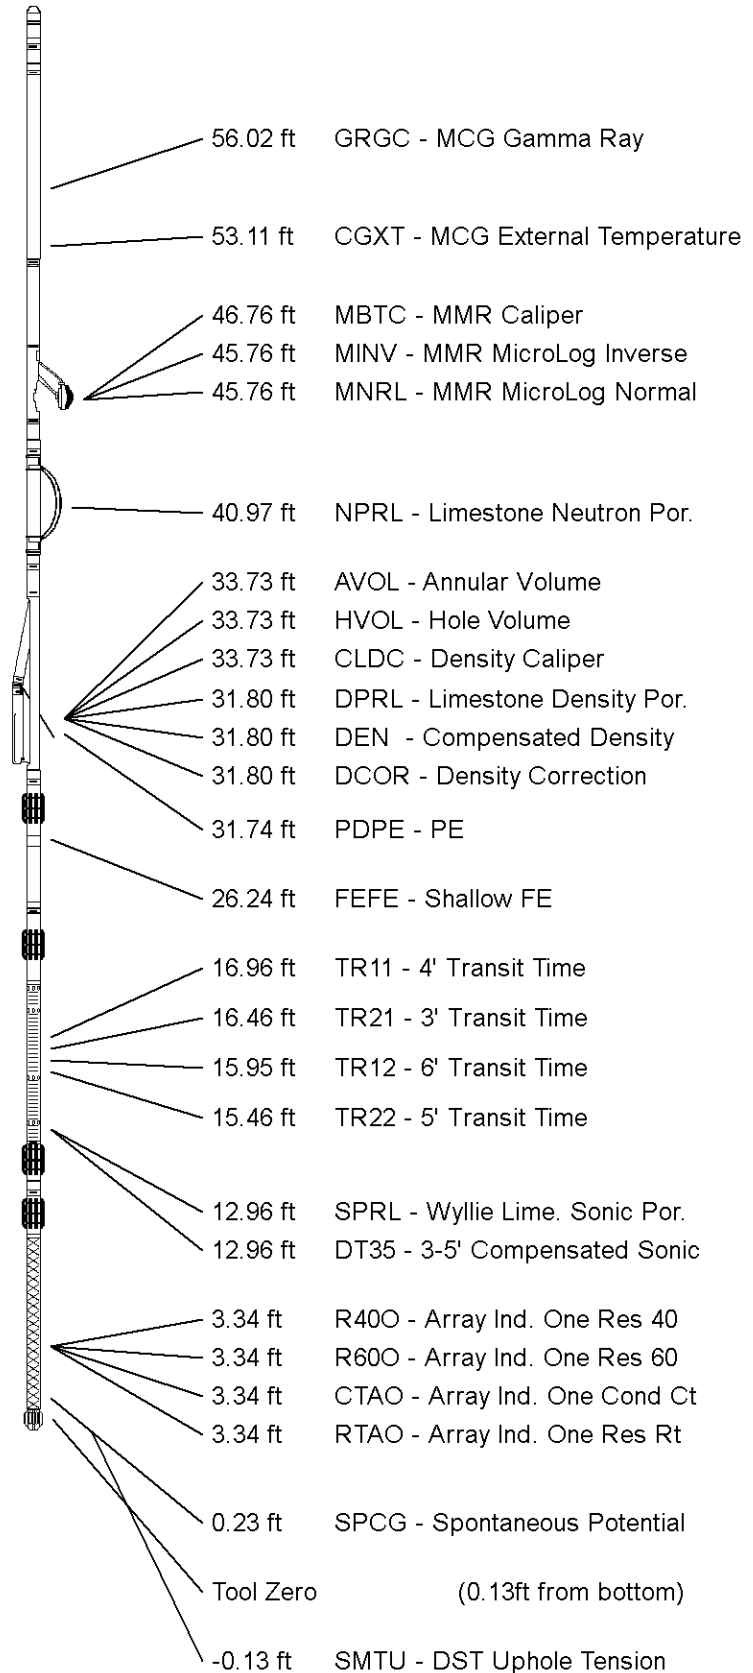 56.02 ft GRGC - MCG Gamma Ray
53.11 ft CGXT - MCG External Temperature
46.76 ft MBTC - MMR Caliper
45.76 ft MINV - MMR MicroLog Inverse
45.76 ft MNRL - MMR MicroLog Normal
40.97 ft NPRL - Limestone Neutron Por.
33.73 ft AVOL - Annular Volume
33.73 ft HVOL - Hole Volume
33.73 ft CLDC - Density Caliper
31.80 ft DPRL - Limestone Density Por.
31.80 ft DEN - Compensated Density
31.80 ft DCOR - Density Correction
31.74 ft PDPE - PE
26.24 ft FEFE - Shallow FE
16.96 ft TR11 - 4' Transit Time
16.46 ft TR21 - 3' Transit Time
15.95 ft TR12 - 6' Transit Time
15.46 ft TR22 - 5' Transit Time
12.96 ft SPRL - Wyllie Lime. Sonic Por.
12.96 ft DT35 - 3-5' Compensated Sonic
3.34 ft R40O - Array Ind. One Res 40
3.34 ft R60O - Array Ind. One Res 60
3.34 ft CTAO - Array Ind. One Cond Ct
3.34 ft RTAO - Array Ind. One Res Rt
0.23 ft SPCG - Spontaneous Potential
Tool Zero (0.13ft from bottom)
-0.13 ft SMTU - DST Uphole Tension